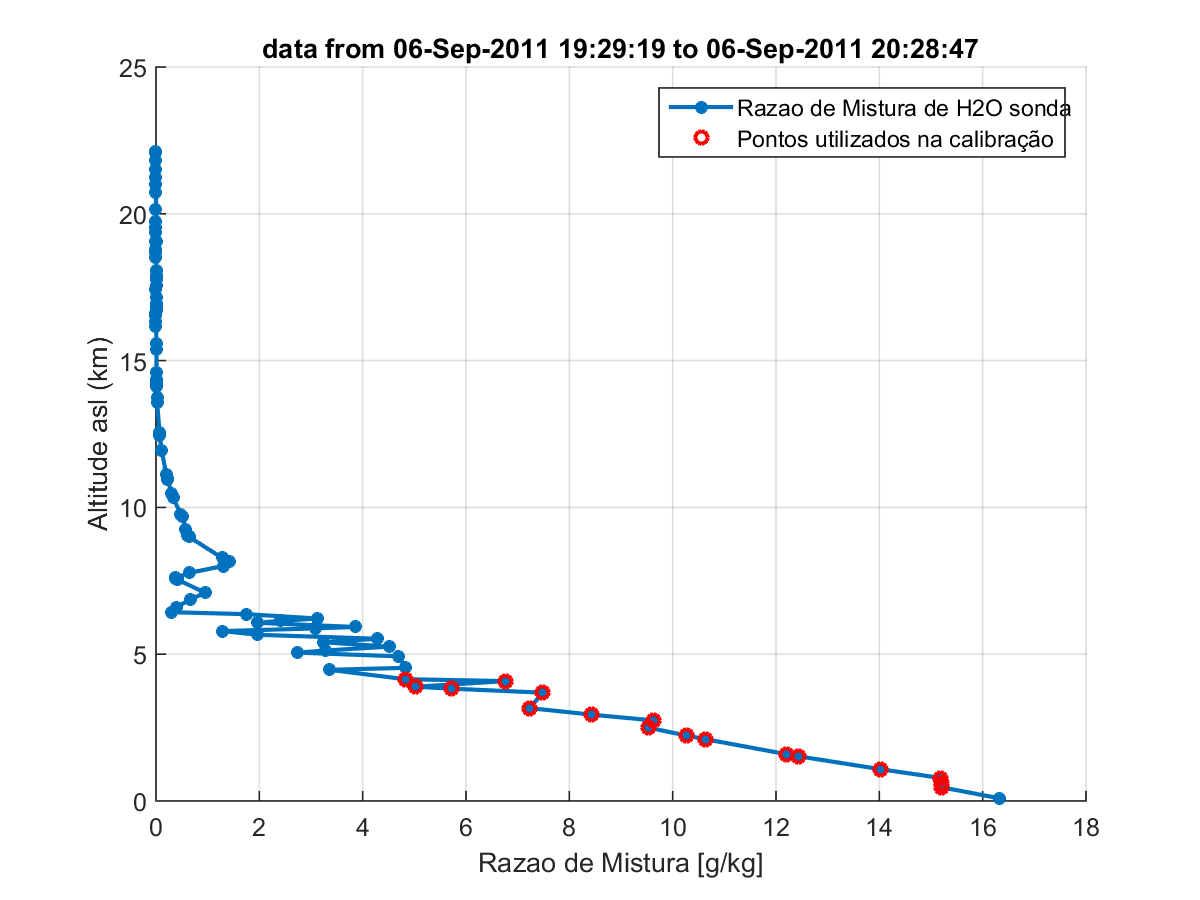 data from 06-Sep-2011 19:29:19 to 06-Sep-2011 20:28:47
Razao de Mistura de H2O sonda
Pontos utilizados na calibração
25
20
15
10
5
0
Altitude asl (km)
0 2 4 6 8 10 12 14 16 18
Razao de Mistura [g/kg]